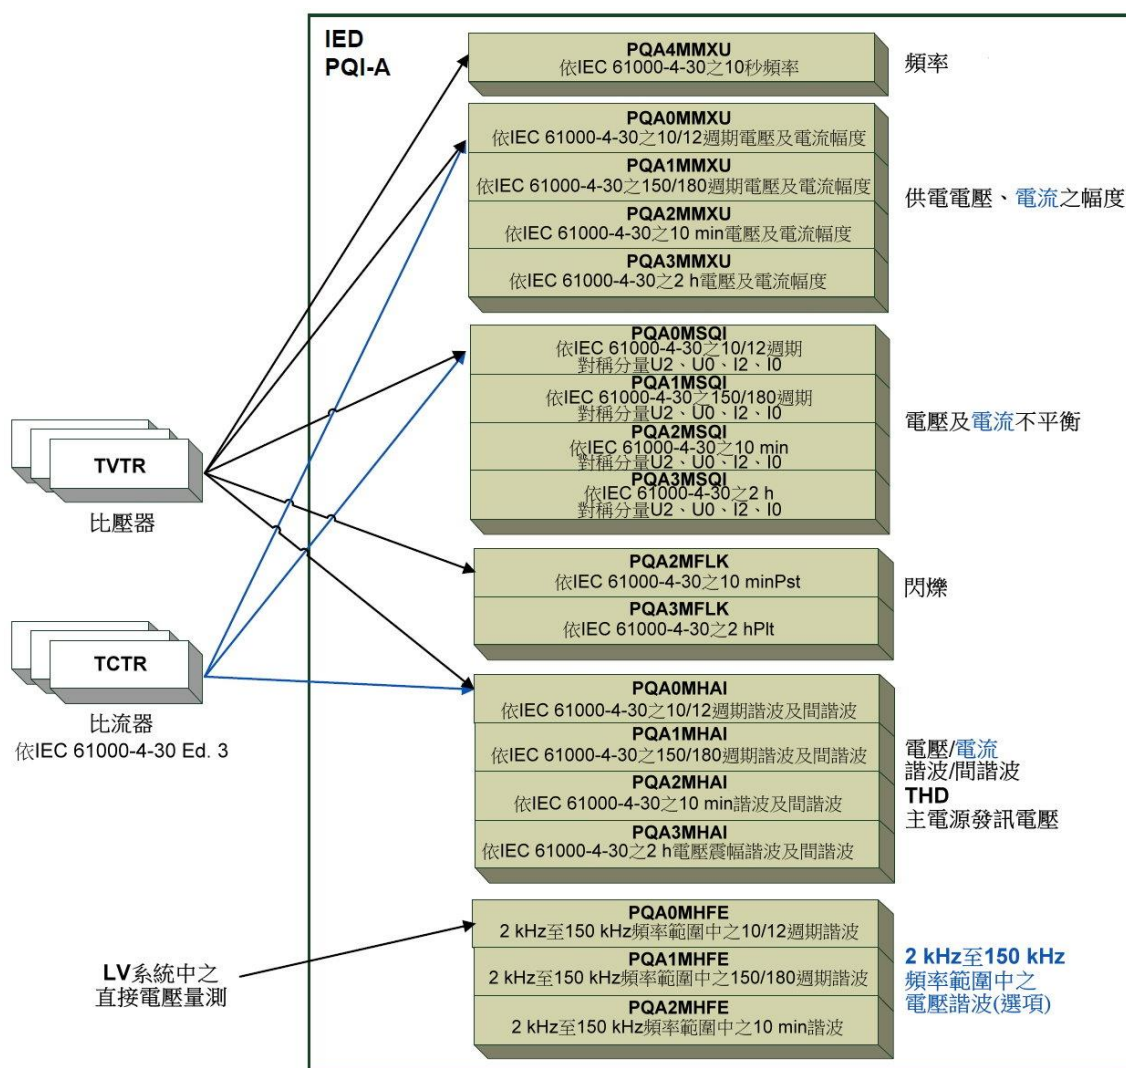 IED
PQI-A
PQA4MMXU
依IEC 61000-4-30之10秒頻率
頻率
PQA0MMXU
依IEC 61000-4-30之10/12週期電壓及電流幅度
PQA1MMXU
依IEC 61000-4-30之150/180週期電壓及電流幅度
PQA2MMXU
依IEC 61000-4-30之10 min電壓及電流幅度
PQA3MMXU
依IEC 61000-4-30之2 h電壓及電流幅度
供電電壓、電流之幅度
PQA0MSQI
依IEC 61000-4-30之10/12週期
對稱分量U2、U0、I2、I0
PQA1MSQI
依IEC 61000-4-30之150/180週期
對稱分量U2、U0、I2、I0
PQA2MSQI
依IEC 61000-4-30之10 min
對稱分量U2、U0、I2、I0
PQA3MSQI
依IEC 61000-4-30之2 h
對稱分量U2、U0、I2、I0
電壓及電流不平衡
TVTR
比壓器
PQA2MFLK
依IEC 61000-4-30之10 minPst
PQA3MFLK
依IEC 61000-4-30之2 hPlt
閃爍
TCTR
比流器
依IEC 61000-4-30 Ed. 3
PQA0MHAI
依IEC 61000-4-30之10/12週期諧波及間諧波
PQA1MHAI
依IEC 61000-4-30之150/180週期諧波及間諧波
PQA2MHAI
依IEC 61000-4-30之10 min諧波及間諧波
PQA3MHAI
依IEC 61000-4-30之2 h電壓震幅諧波及間諧波
電壓/電流
諧波/間諧波
THD
主電源發訊電壓
LV系統中之
直接電壓量測
PQA0MHFE
2 kHz至150 kHz頻率範圍中之10/12週期諧波
PQA1MHFE
2 kHz至150 kHz頻率範圍中之150/180週期諧波
PQA2MHFE
2 kHz至150 kHz頻率範圍中之10 min諧波
2 kHz至150 kHz
頻率範圍中之
電壓諧波(選項)